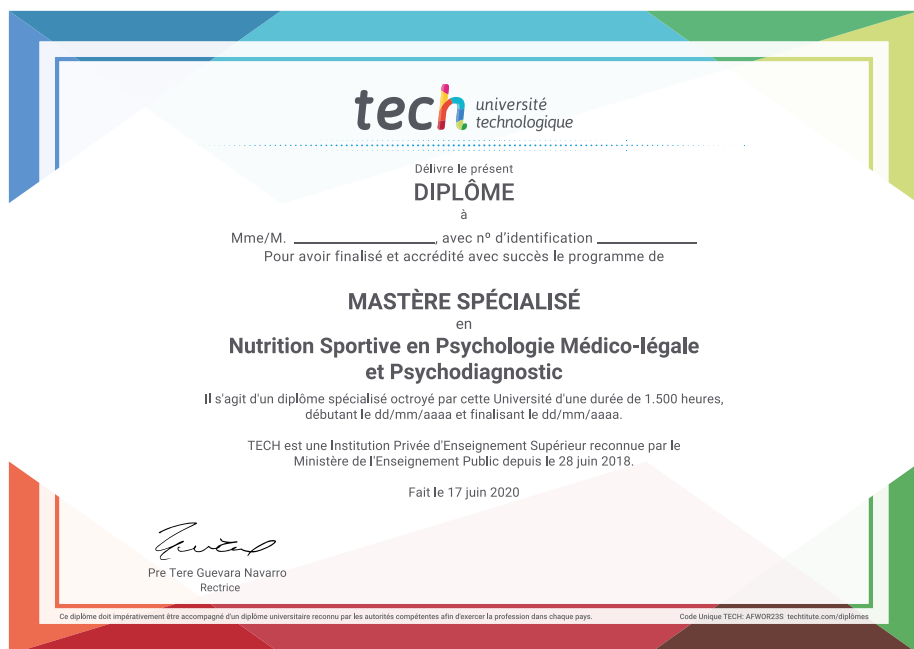 tech université
technologique
Délivre le présent
DIPLÔME
à
Mme/M. _______________, avec nº d'identification ___________
Pour avoir finalisé et accrédité avec succès le programme de
MASTÈRE SPÉCIALISÉ
en
Nutrition Sportive en Psychologie Médico-légale
et Psychodiagnostic
Il s'agit d'un diplôme spécialisé octroyé par cette Université d'une durée de 1.500 heures,
débutant le dd/mm/aaaa et finalisant le dd/mm/aaaa.
TECH est une Institution Privée d'Enseignement Supérieur reconnue par le
Ministère de l'Enseignement Public depuis le 28 juin 2018.
Fait le 17 juin 2020
Pre Tere Guevara Navarro
Rectrice
Ce diplôme doit impérativement être accompagné d'un diplôme universitaire reconnu par les autorités compétentes afin d'exercer la profession dans chaque pays.
Code Unique TECH: AFWOR23S techtitute.com/diplômes